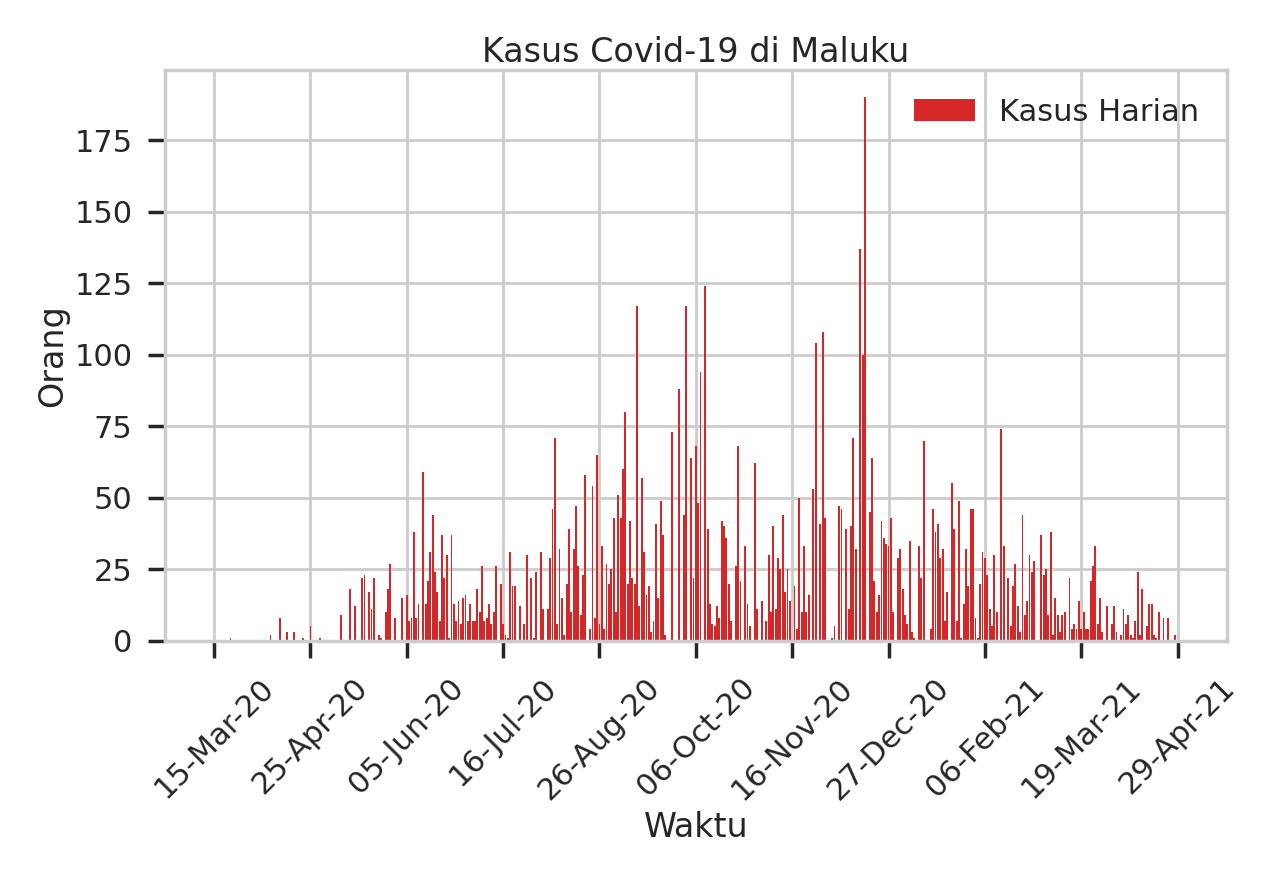 Kasus Covid-19 di Maluku
Kasus Harian
Orang
175
150
125
100
75
50
25
0
15-Mar-20
25-Apr-20
05-Jun-20
16-Jul-20
26-Aug-20
06-Oct-20
16-Nov-20
27-Dec-20
06-Feb-21
19-Mar-21
29-Apr-21
Waktu